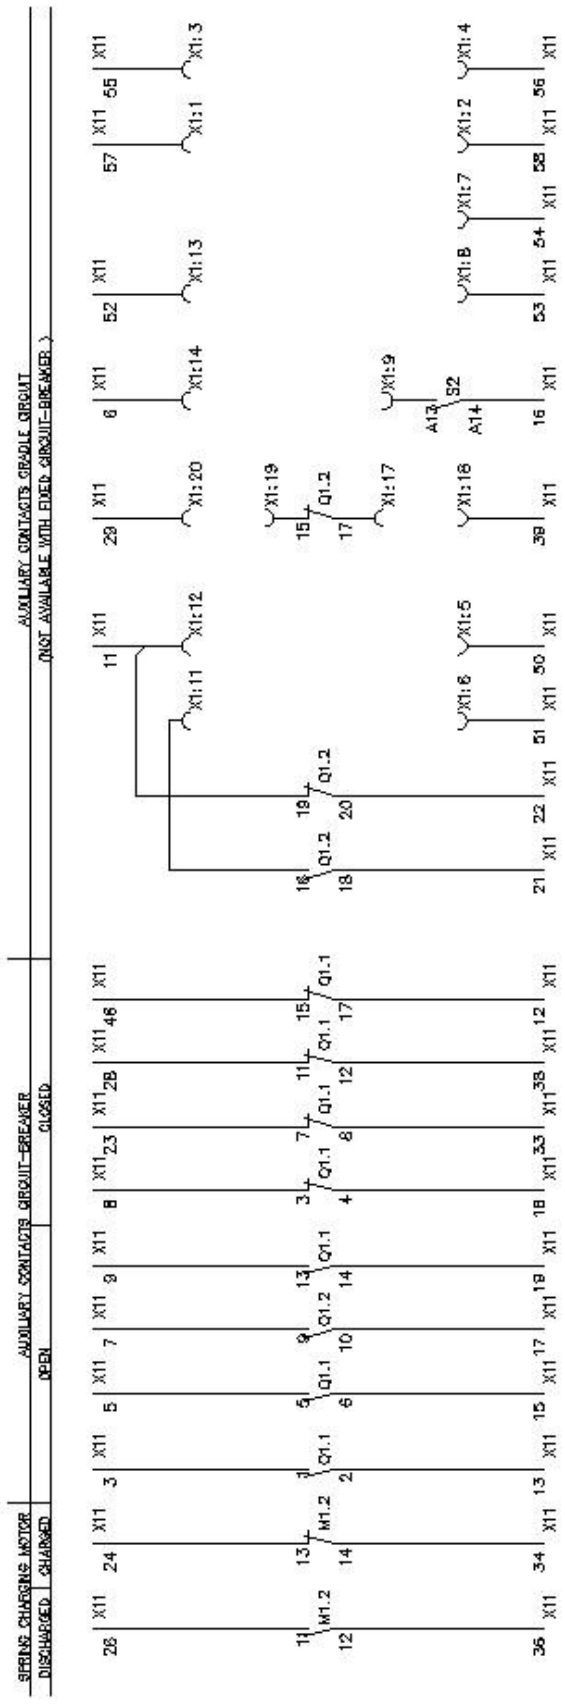 SPRING CHARGING MOTOR
AUXILIARY CONTACTS CIRCUIT-BREAKER
AUXILIARY CONTACTS CRADLE CIRCUIT
DISCHARGED
CHARGED
OPEN
CLOSED
(NOT AVAILABLE WITH FIXED CIRCUIT-BREAKER )
X11 X11 X11 X11 X11 X11 X11 X11 X11 X11 X11 X11 X11 X11 X11 X11
26 24 3 5 7 9 8 23 28 46 11 29 6 52 57 55
X1:11 X1:12 X1:20 X1:14 X1:13 X1:1 X1:3
X1:19
11 13 1 5 9 13 3 7 11 15 16 19 15
M1.2 M1.2 Q1.1 Q1.1 Q1.2 Q1.1 Q1.1 Q1.1 Q1.1 Q1.1 Q1.2 Q1.2 Q1.2
12 14 2 6 10 14 4 8 12 17 18 20 17
X1:17 X1:9
A13
S2
A14
X1:6 X1:5 X1:18 X1:8 X1:7 X1:2 X1:4
36 34 13 15 17 19 18 33 38 12 21 22 51 50 39 16 53 54 58 56
X11 X11 X11 X11 X11 X11 X11 X11 X11 X11 X11 X11 X11 X11 X11 X11 X11 X11 X11 X11